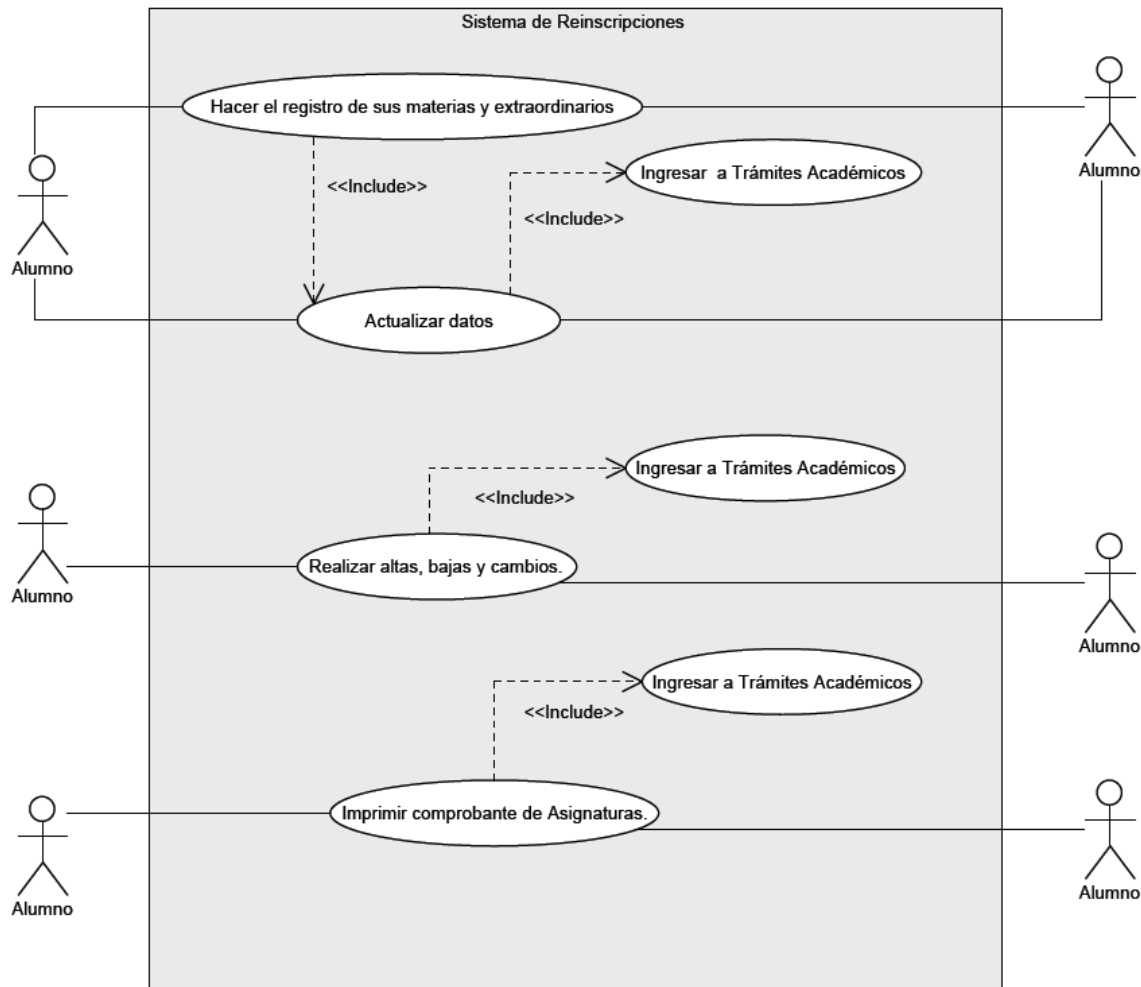 Sistema de Reinscripciones
Hacer el registro de sus materias y extraordinarios
Ingresar a Trámites Académicos
<<Include>>
<<Include>>
Alumno
Alumno
Actualizar datos
Ingresar a Trámites Académicos
<<Include>>
Realizar altas, bajas y cambios.
Alumno
Alumno
Ingresar a Trámites Académicos
<<Include>>
Imprimir comprobante de Asignaturas.
Alumno
Alumno